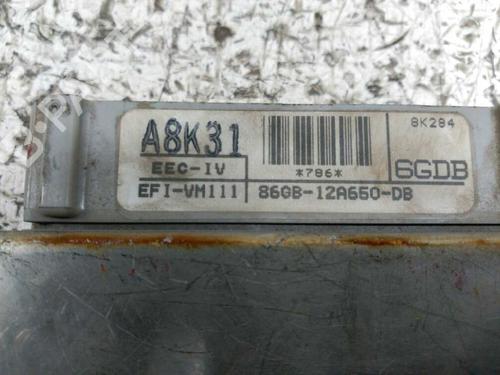 A8K31
8K284
EEC-IV
*786*
6GDB
EFI-VM111
86GB-12A650-DB